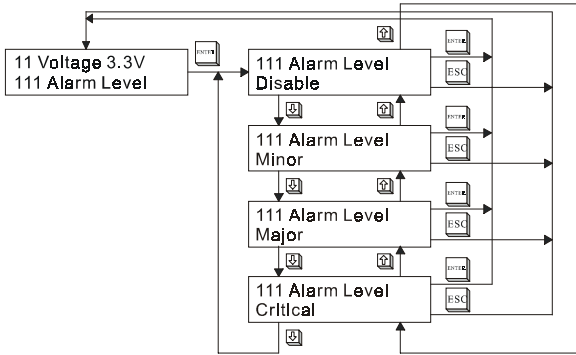 11 Voltage 3.3V
111 Alarm Level
ENTER
111 Alarm Level
Disable
ENTER
ESC
111 Alarm Level
Minor
ENTER
ESC
111 Alarm Level
Major
ENTER
ESC
111 Alarm Level
Critical
ENTER
ESC